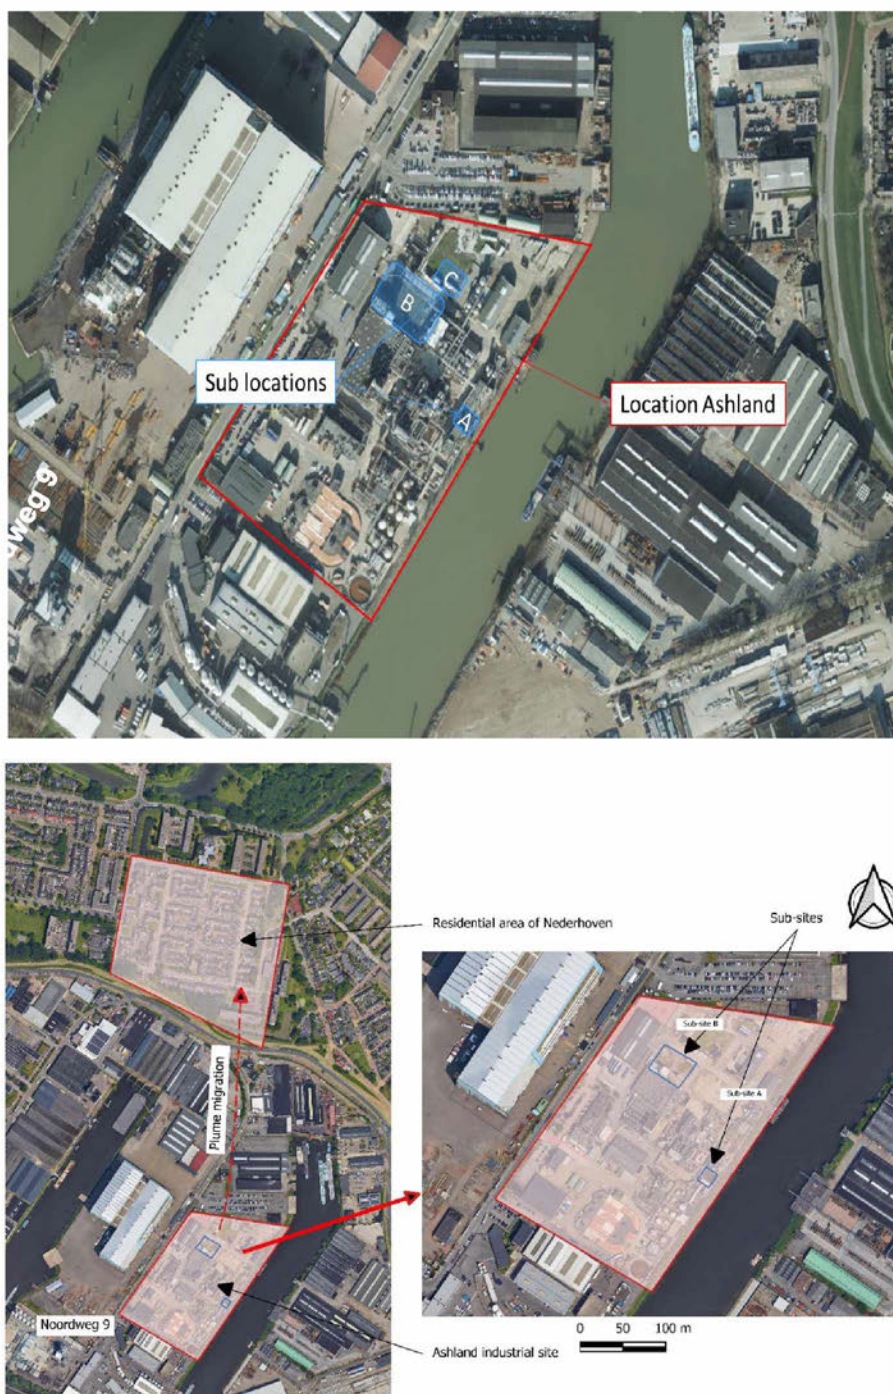 B
C
Sub locations
Location Ashland
A
dweg 9
Residential area of Nederhoven
Sub-sites
Sub-site B
Sub-site A
Plume migration
Noordweg 9
Ashland industrial site
0 50 100 m